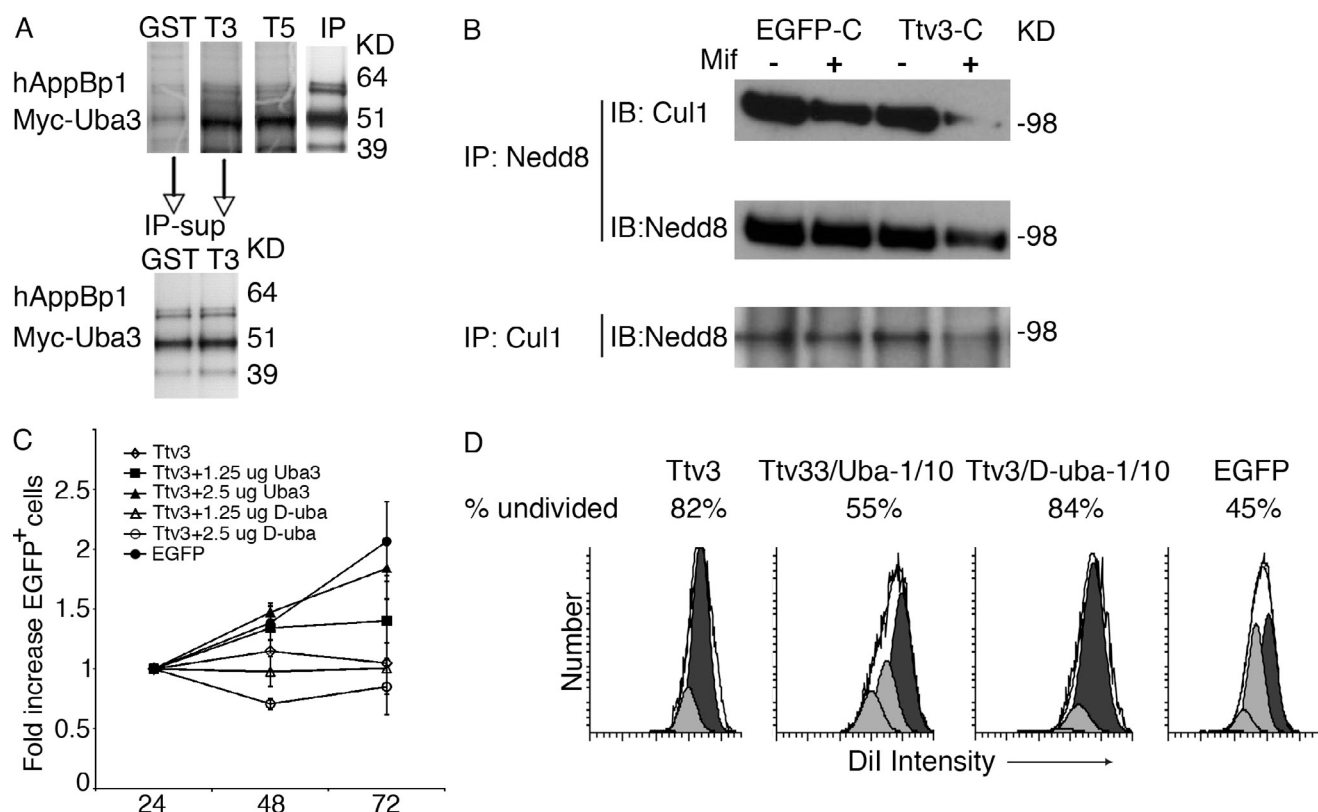 A
GST T3 T5 IP
KD
hAppBp1
64
Myc-Uba3
51
39
IP-sup
GST T3 KD
hAppBp1
64
Myc-Uba3
51
39
B
EGFP-C Ttv3-C KD
Mif - + - +
IP: Nedd8
IB: Cul1
-98
IB:Nedd8
-98
IP: Cul1
IB:Nedd8
-98
C
Ttv3
Ttv3+1.25 ug Uba3
Ttv3+2.5 ug Uba3
Ttv3+1.25 ug D-uba
Ttv3+2.5 ug D-uba
EGFP
Fold increase EGFP+ cells
2.5
2
1.5
1
0.5
0
24 48 72
D
Ttv3 Ttv33/Uba-1/10 Ttv3/D-uba-1/10 EGFP
% undivided 82% 55% 84% 45%
Number
DiI Intensity